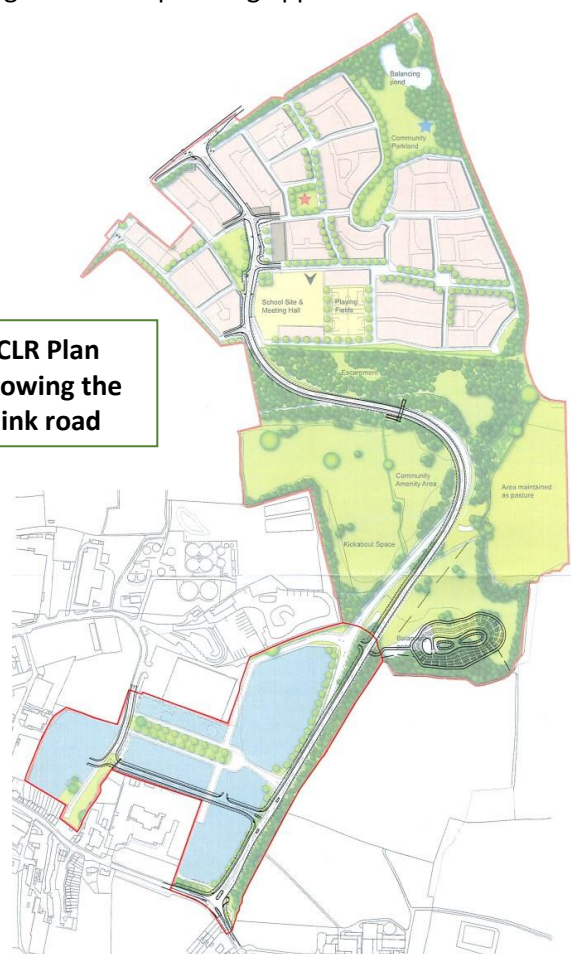 Balancing
pond
Community
Parkland
School Site &
Meeting Hall
Playing
Fields
CLR Plan
owing the
ink road
Escarpment
Community
Amenity Area
Area maintained
as pasture
Kickabout Space